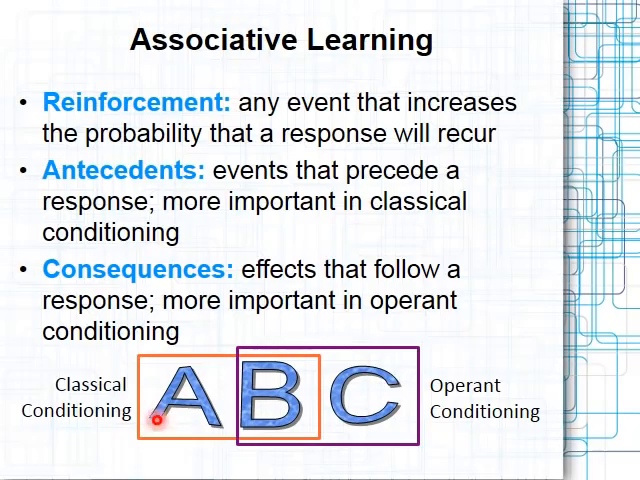 Associative Learning
• Reinforcement: any event that increases
the probability that a response will recur
• Antecedents: events that precede a
response; more important in classical
conditioning
• Consequences: effects that follow a
response; more important in operant
conditioning
Classical
Conditioning
A B C
Operant
Conditioning